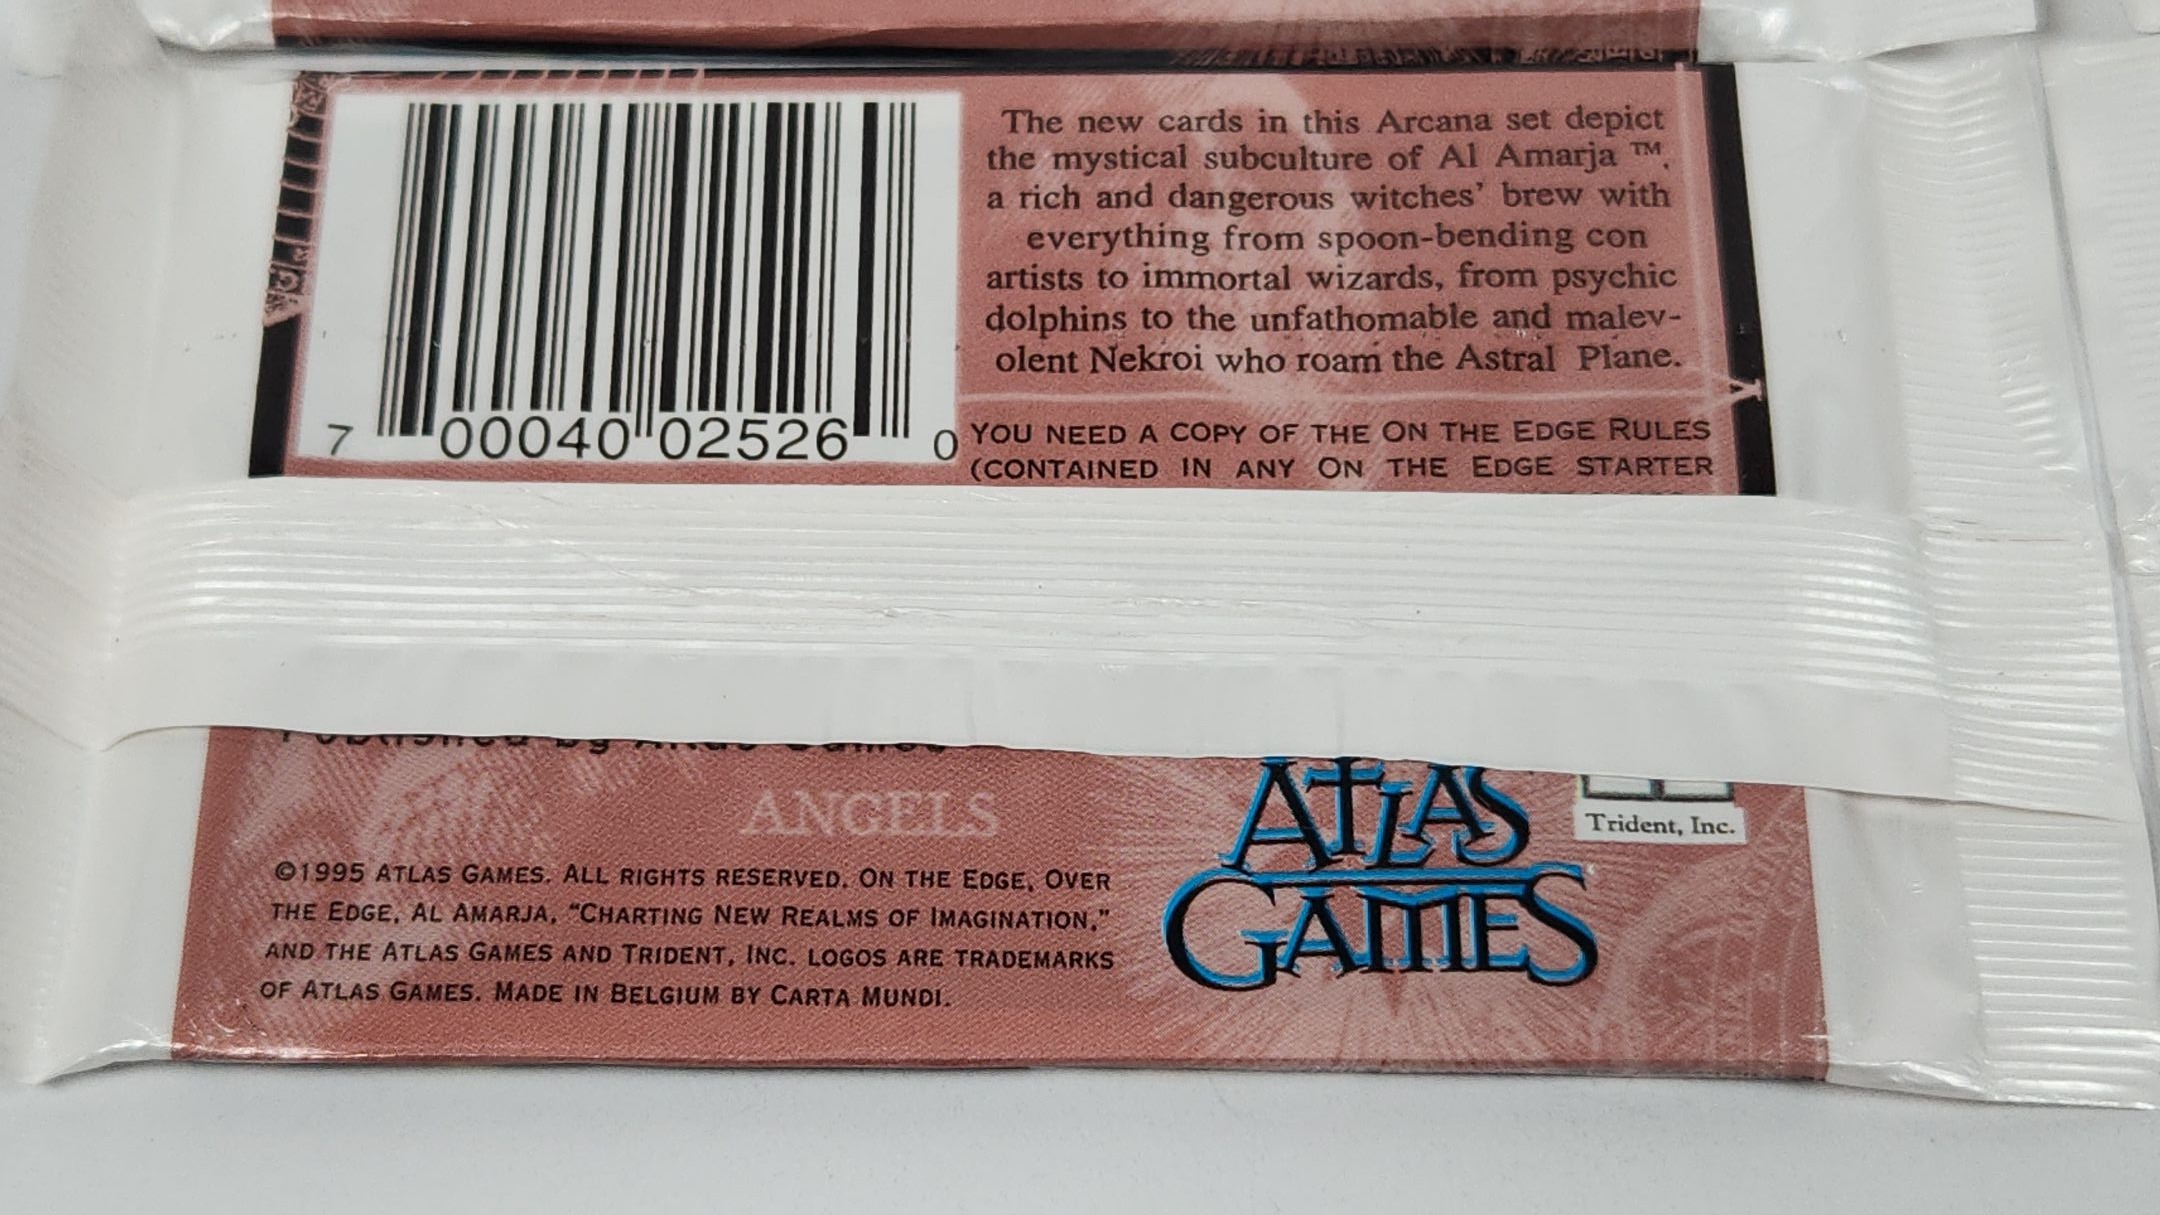 The new cards in this Arcana set depict
the mystical subculture of Al Amarja ™,
a rich and dangerous witches' brew with
everything from spoon-bending con
artists to immortal wizards, from psychic
dolphins to the unfathomable and malev-
olent Nekroi who roam the Astral Plane.
YOU NEED A COPY OF THE ON THE EDGE RULES
(CONTAINED IN ANY ON THE EDGE STARTER
7 00040 02526 0
Published by Atlas Games
ANGELS
©1995 ATLAS GAMES. ALL RIGHTS RESERVED. ON THE EDGE, OVER
THE EDGE, AL AMARJA, "CHARTING NEW REALMS OF IMAGINATION,"
AND THE ATLAS GAMES AND TRIDENT, INC. LOGOS ARE TRADEMARKS
OF ATLAS GAMES. MADE IN BELGIUM BY CARTA MUNDI.
ATLAS
GAMES
Trident, Inc.